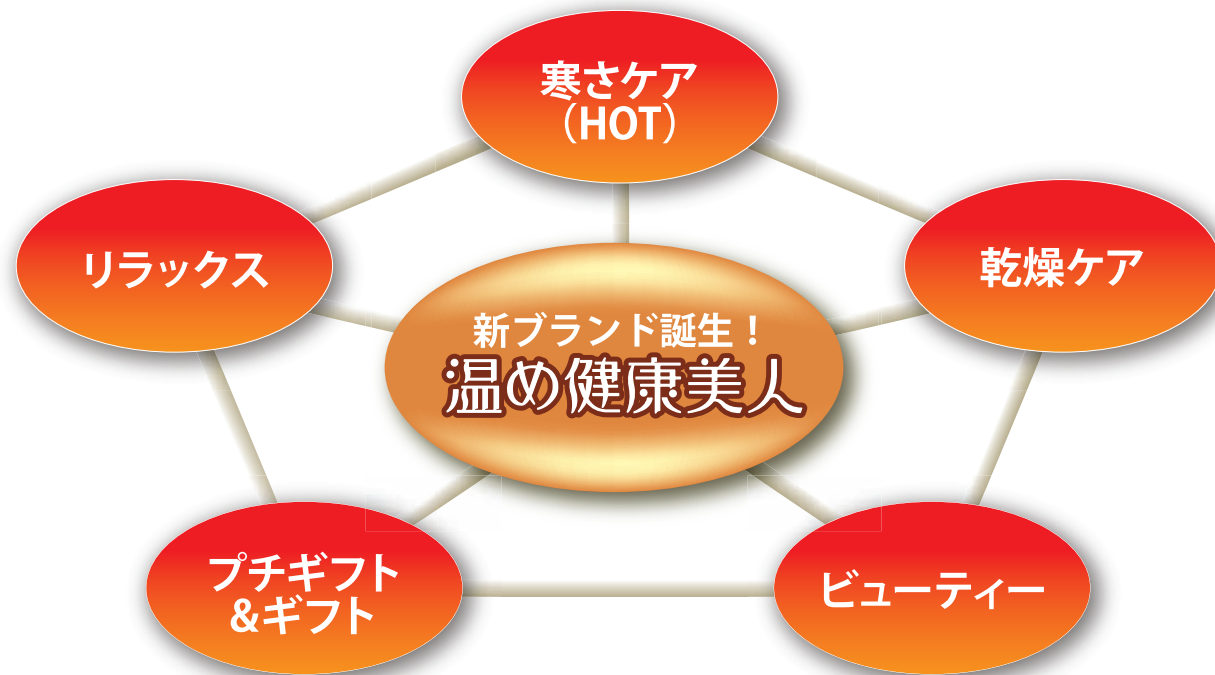 寒さケア
（HOT）
リラックス
乾燥ケア
新ブランド誕生！
温め健康美人
プチギフト
&ギフト
ビューティー